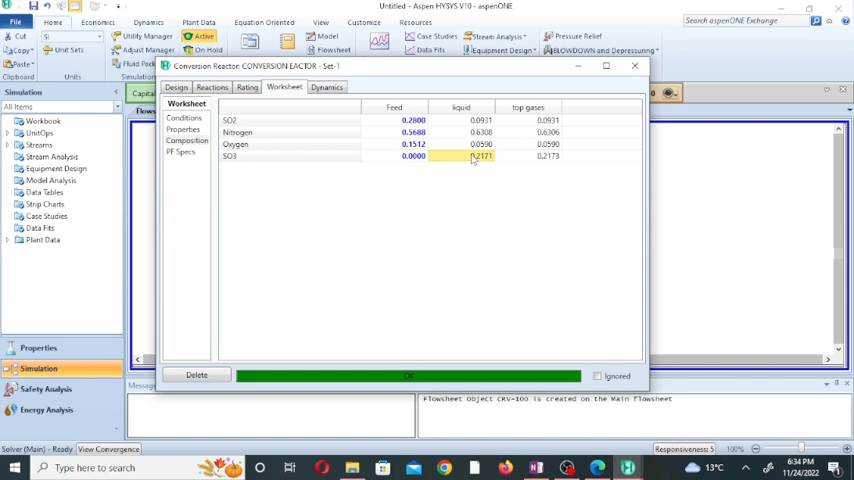 Untitled - Aspen HYSYS V10 - aspenONE
File Home Economics Dynamics Plant Data Equation Oriented View Customize Resources
Search aspenONE Exchange
Cut SI Utility Manager Active Model Case Studies Stream Analysis Pressure Relief
Copy Unit Sets Adjust Manager On Hold Flowsheet Data Fits Equipment Design BLOWDOWN and Depressuring
Paste Fluid Pack
Clipboard Units Simulation
Conversion Reactor: CONVERSION EACTOR - Set-1
Simulation
All Items
Workbook
UnitOps
Streams
Stream Analysis
Equipment Design
Model Analysis
Data Tables
Strip Charts
Case Studies
Data Fits
Plant Data
Properties
Simulation
Safety Analysis
Energy Analysis
Capital
Flows
Design Reactions Rating Worksheet Dynamics
Worksheet
Conditions
Properties
Composition
PF Specs
Feed liquid top gases
SO2 0.2800 0.0931 0.0931
Nitrogen 0.5688 0.6308 0.6306
Oxygen 0.1512 0.0590 0.0590
SO3 0.0000 0.2171 0.2173
Delete OK Ignored
Messag
Flowsheet Object CRV-100 is created on the Main flowsheet
Solver (Main) - Ready View Convergence Responsiveness: 5 100%
Type here to search 13°C 6:34 PM
11/24/2022